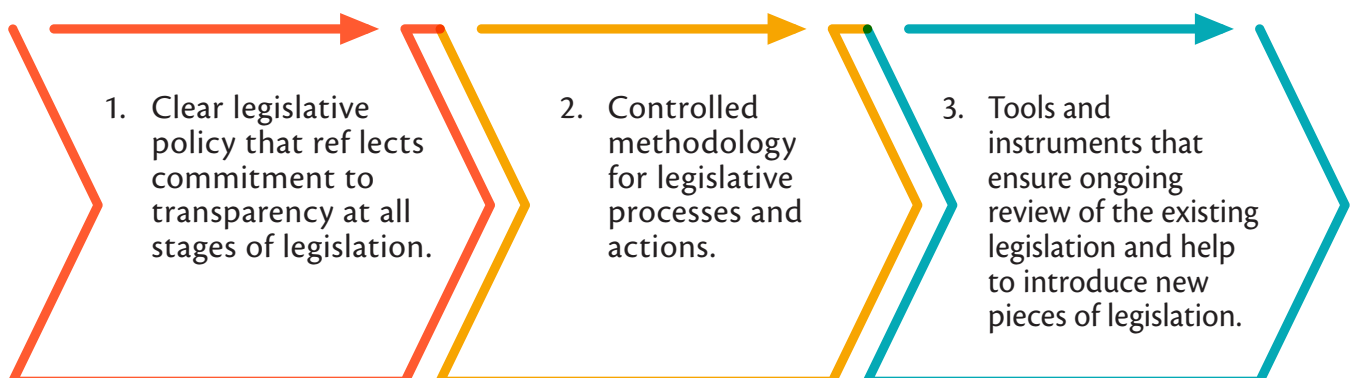 1. Clear legislative
policy that ref lects
commitment to
transparency at all
stages of legislation.
2. Controlled
methodology
for legislative
processes and
actions.
3. Tools and
instruments that
ensure ongoing
review of the existing
legislation and help
to introduce new
pieces of legislation.